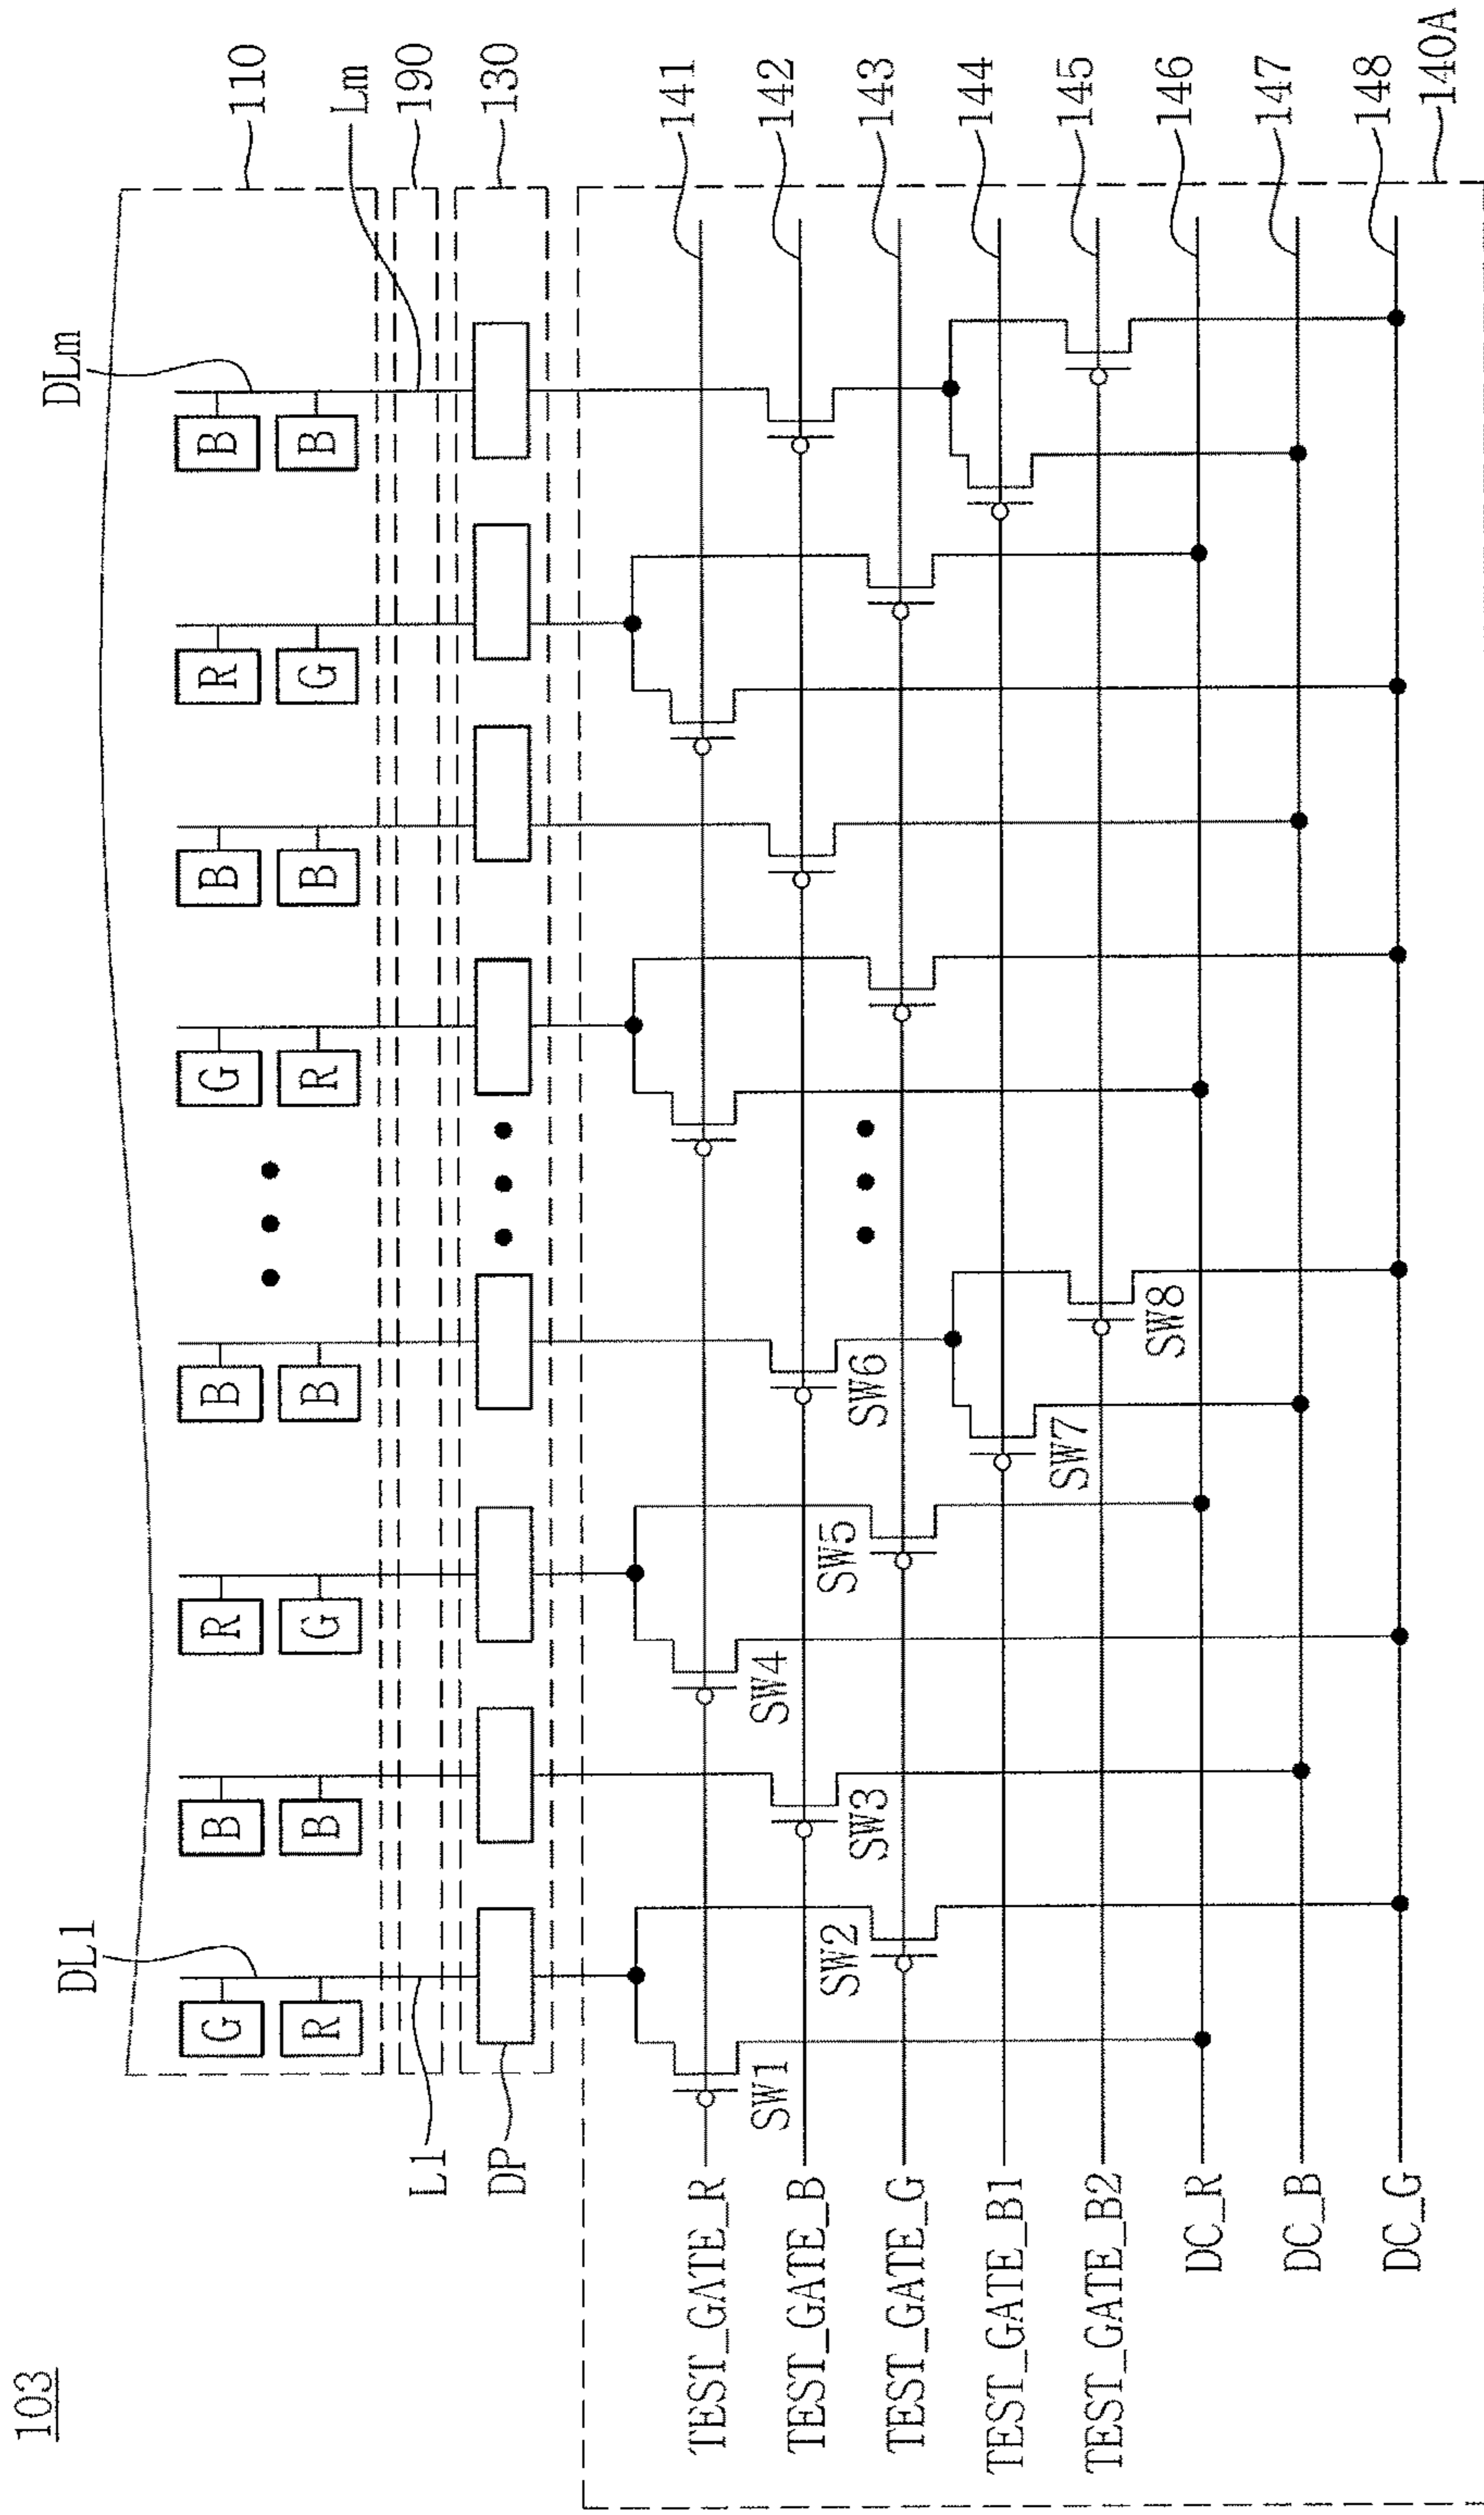 103
DL1
DLm
110
Lm
190
130
G B R B G B R B
R B G B R B G B
L1
DP
141
142
143
144
145
146
147
148
140A
SW1
SW2
SW3
SW4
SW5
SW6
SW7
SW8
TEST_GATE_R
TEST_GATE_B
TEST_GATE_G
TEST_GATE_B1
TEST_GATE_B2
DC_R
DC_B
DC_G